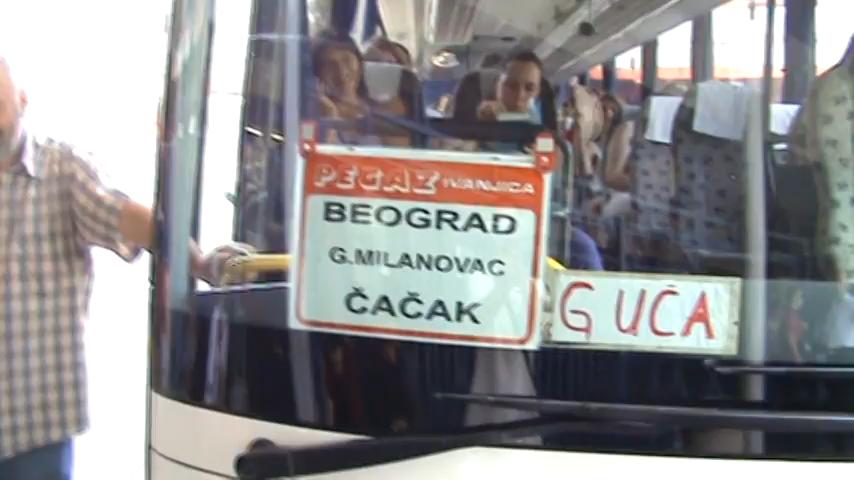 PEGAZ IVANJICA
BEOGRAD
G.MILANOVAC
ČAČAK
GUČA